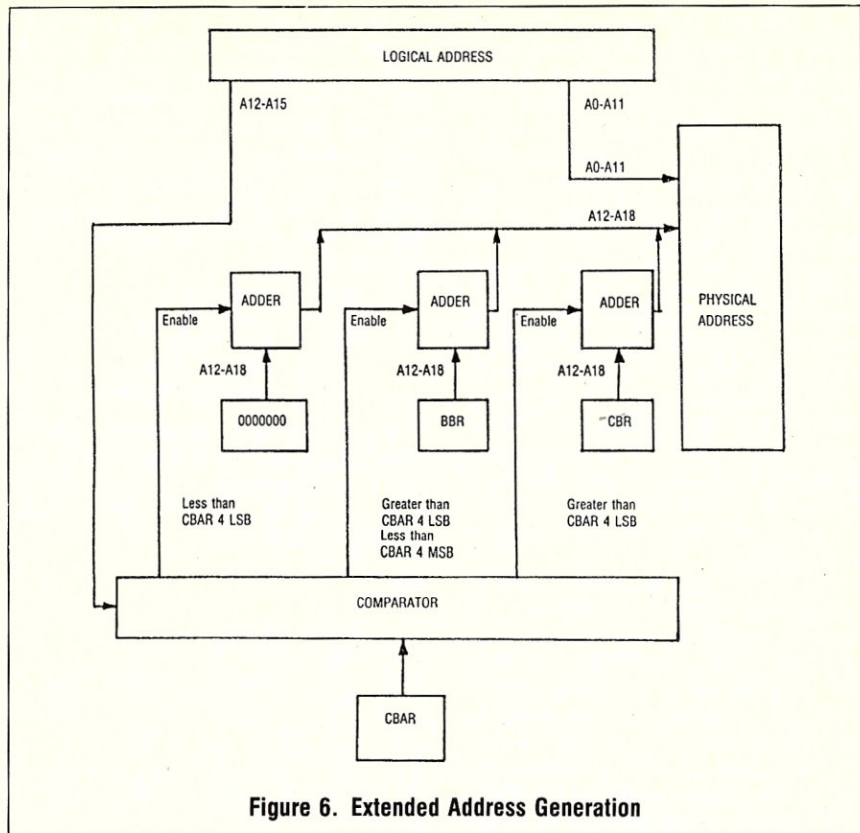 LOGICAL ADDRESS
A12-A15
A0-A11
A0-A11
A12-A18
ADDER
ADDER
ADDER
PHYSICAL
ADDRESS
Enable
Enable
Enable
A12-A18
A12-A18
A12-A18
0000000
BBR
CBR
Less than
CBAR 4 LSB
Greater than
CBAR 4 LSB
Less than
CBAR 4 MSB
Greater than
CBAR 4 LSB
COMPARATOR
CBAR
Figure 6. Extended Address Generation